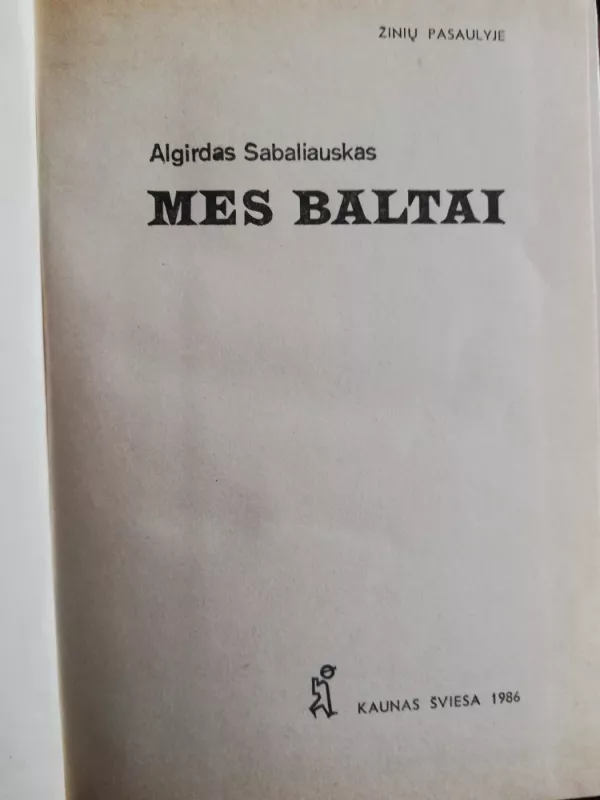 ŽINIŲ PASAULYJE
Algirdas Sabaliauskas
MES BALTAI
KAUNAS ŠVIESA 1986